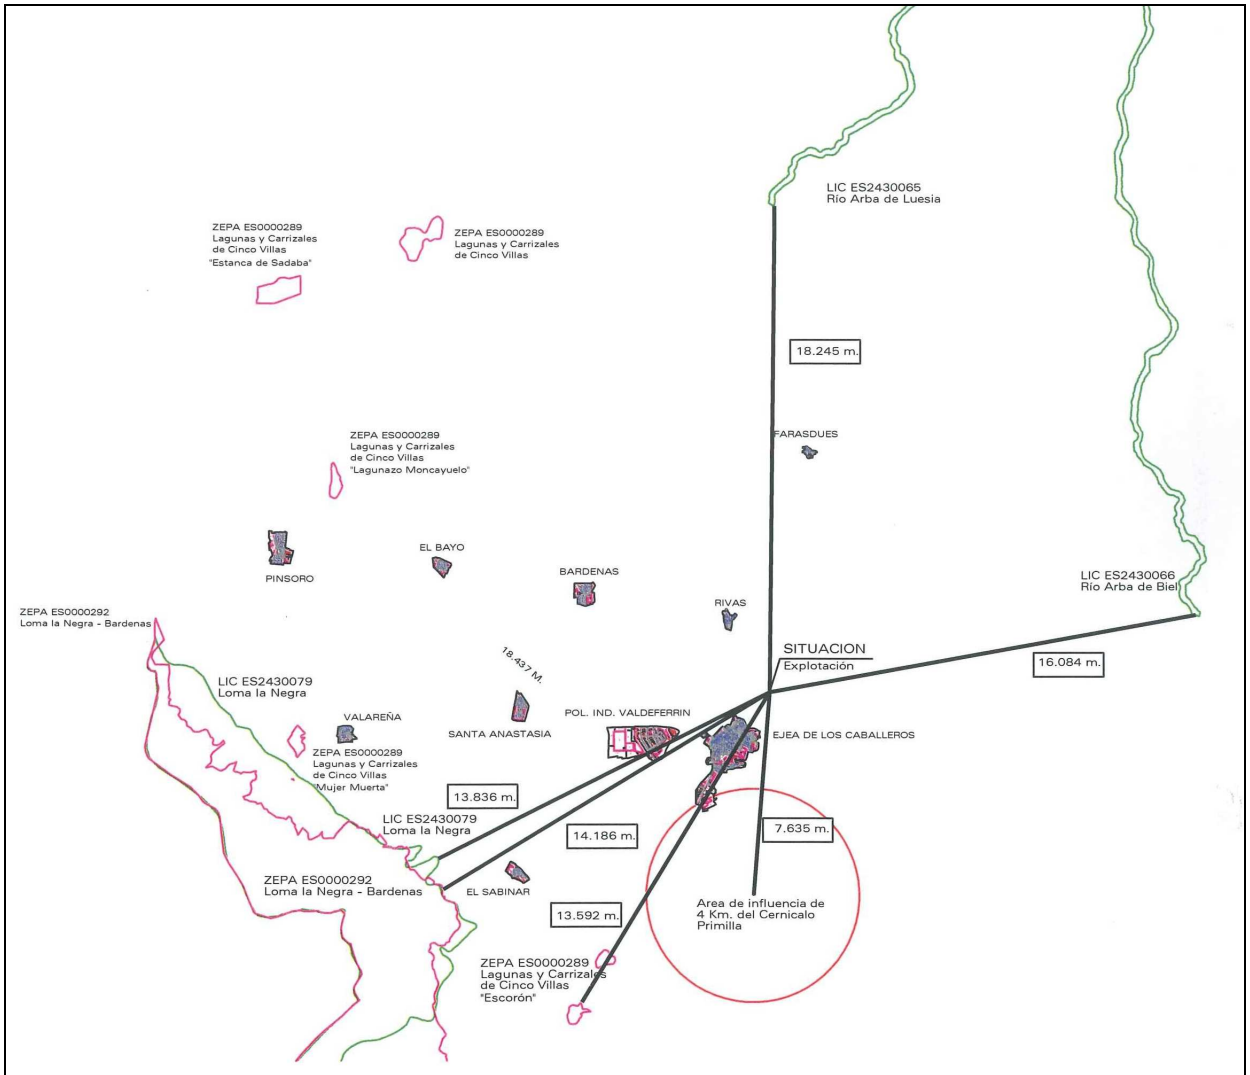 LIC ES2430065
Río Arba de Luesia
ZEPA ES0000289
Lagunas y Carrizales
de Cinco Villas
"Estanca de Sadaba"
ZEPA ES0000289
Lagunas y Carrizales
de Cinco Villas
18.245 m.
FARASDUES
ZEPA ES0000289
Lagunas y Carrizales
de Cinco Villas
"Lagunazo Moncayuelo"
EL BAYO
PINSORO
BARDENAS
LIC ES2430066
Río Arba de Biel
RIVAS
ZEPA ES0000292
Loma la Negra - Bardenas
SITUACION
Explotación
16.084 m.
18.437 M.
LIC ES2430079
Loma la Negra
VALAREÑA
POL. IND. VALDEFERRIN
SANTA ANASTASIA
EJEA DE LOS CABALLEROS
ZEPA ES0000289
Lagunas y Carrizales
de Cinco Villas
"Mujer Muerta"
13.836 m.
LIC ES2430079
Loma la Negra
14.186 m.
7.635 m.
ZEPA ES0000292
Loma la Negra - Bardenas
EL SABINAR
13.592 m.
Area de influencia de
4 Km. del Cernicalo
Primilla
ZEPA ES0000289
Lagunas y Carrizales
de Cinco Villas
"Escorón"